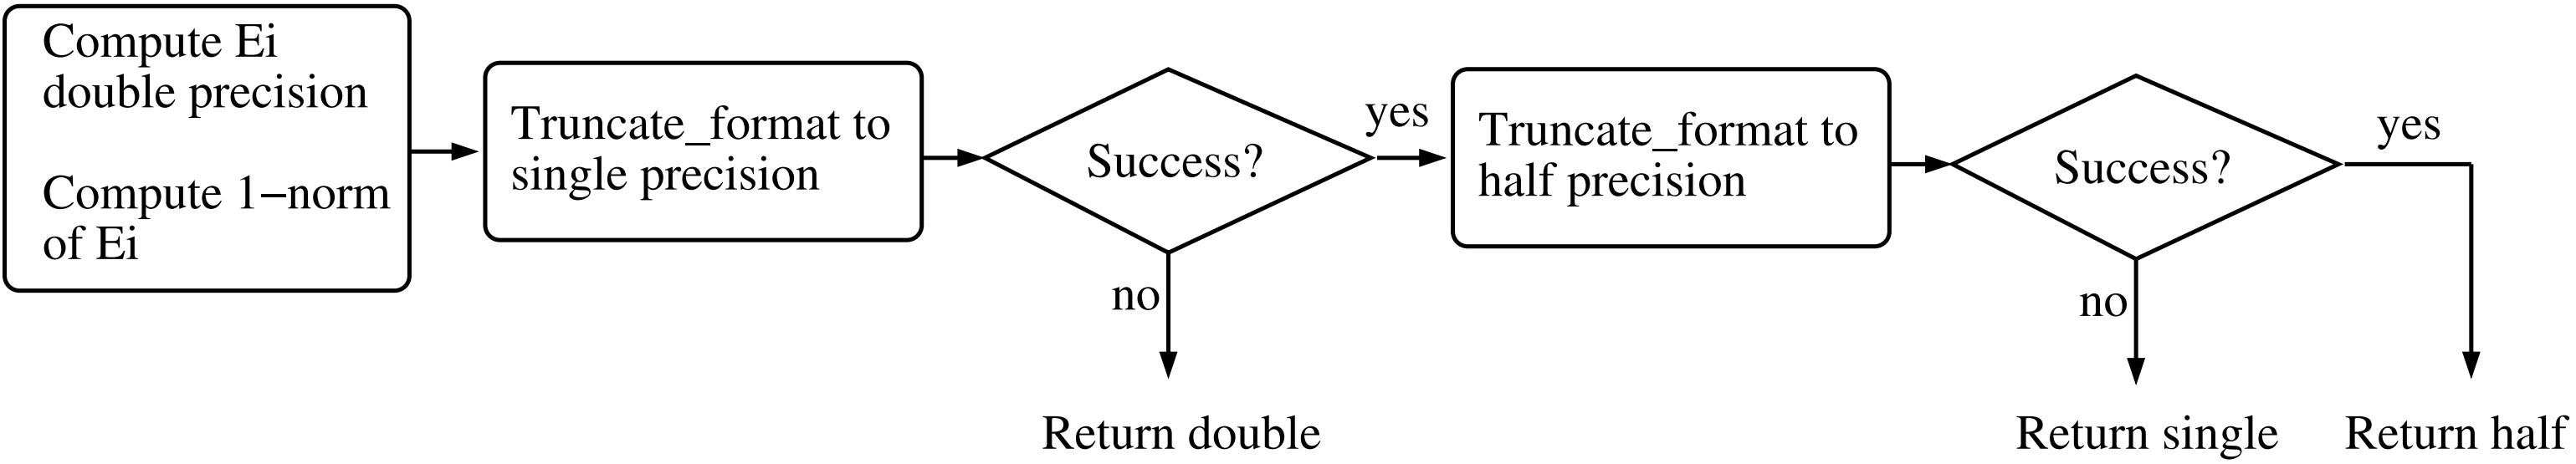 Compute Ei
double precision
Compute 1−norm
of Ei
Truncate_format to
single precision
Success?
yes
no
Return double
Truncate_format to
half precision
Success?
yes
no
Return single
Return half